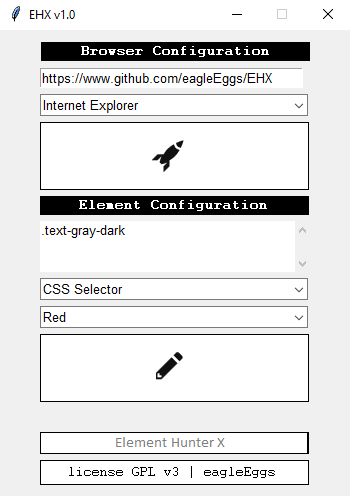 EHX v1.0
Browser Configuration
https://www.github.com/eagleEggs/EHX
Internet Explorer
Element Configuration
.text-gray-dark
CSS Selector
Red
Element Hunter X
license GPL v3 | eagleEggs